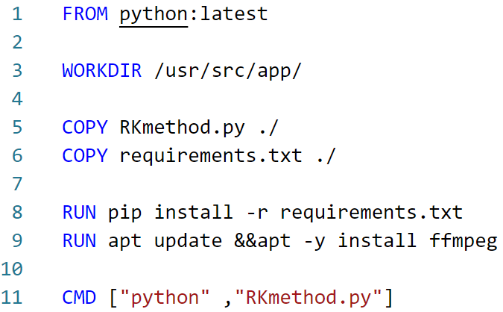 1 FROM python:latest
2
3 WORKDIR /usr/src/app/
4
5 COPY RKmethod.py ./
6 COPY requirements.txt ./
7
8 RUN pip install -r requirements.txt
9 RUN apt update &&apt -y install ffmpeg
10
11 CMD ["python" ,"RKmethod.py"]